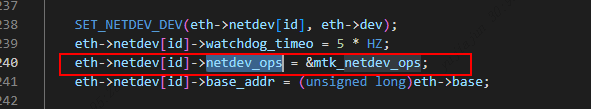 237
238 SET_NETDEV_DEV(eth->netdev[id], eth->dev);
239 eth->netdev[id]->watchdog_timeo = 5 * HZ;
240 eth->netdev[id]->netdev_ops = &mtk_netdev_ops;
241 eth->netdev[id]->base_addr = (unsigned long)eth->base;